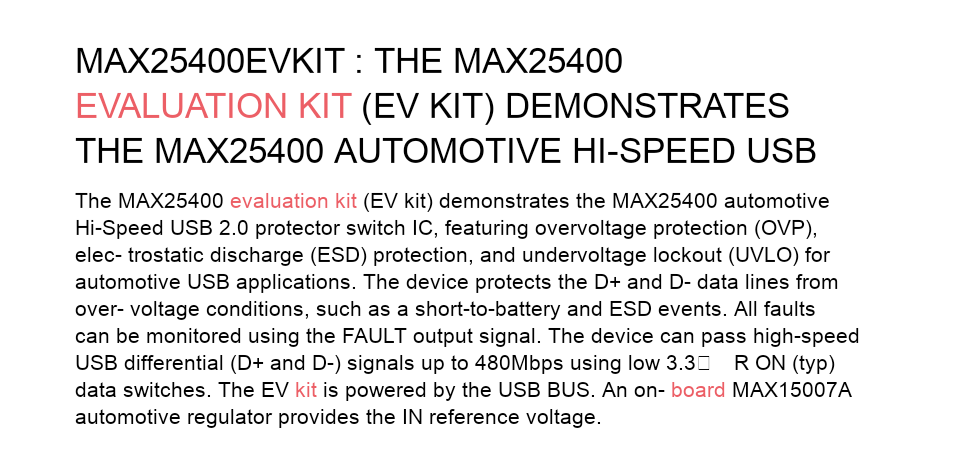 MAX25400EVKIT : THE MAX25400
EVALUATION KIT (EV KIT) DEMONSTRATES
THE MAX25400 AUTOMOTIVE HI-SPEED USB
The MAX25400 evaluation kit (EV kit) demonstrates the MAX25400 automotive
Hi-Speed USB 2.0 protector switch IC, featuring overvoltage protection (OVP),
elec- trostatic discharge (ESD) protection, and undervoltage lockout (UVLO) for
automotive USB applications. The device protects the D+ and D- data lines from
over- voltage conditions, such as a short-to-battery and ESD events. All faults
can be monitored using the FAULT output signal. The device can pass high-speed
USB differential (D+ and D-) signals up to 480Mbps using low 3.3□ R ON (typ)
data switches. The EV kit is powered by the USB BUS. An on- board MAX15007A
automotive regulator provides the IN reference voltage.